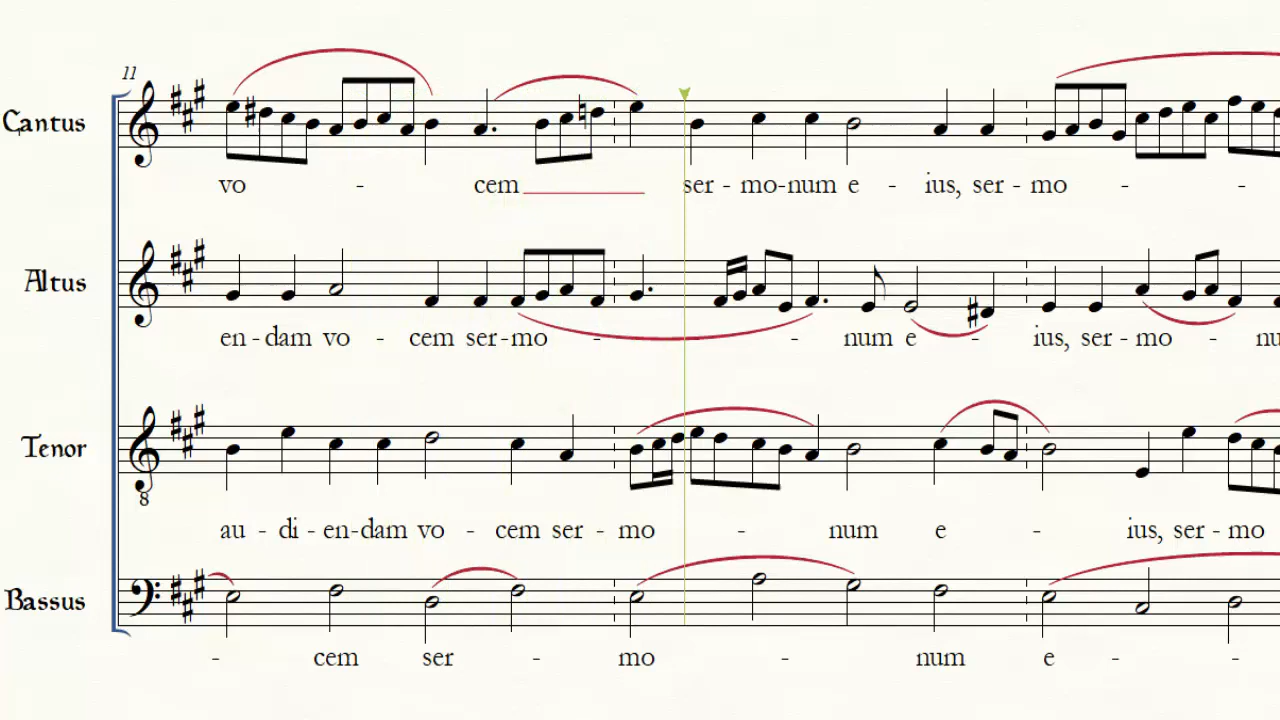 11
Cantus
vo - cem ser - mo-num e - ius, ser - mo - -
Altus
en - dam vo - cem ser - mo - - num e - ius, ser - mo - nu
Tenor
8
au - di - en-dam vo - cem ser - mo - num e - ius, ser - mo
Bassus
- cem ser - mo - num e - -